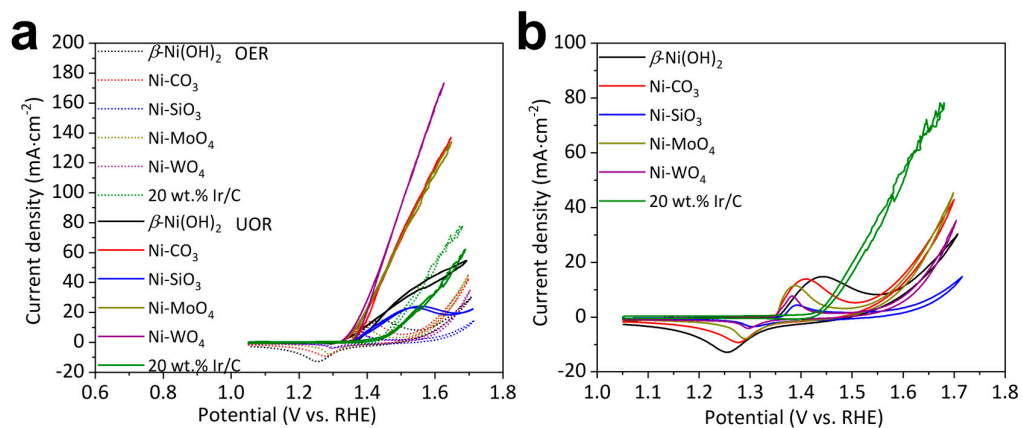 a
200
180
160
140
120
100
80
60
40
20
0
-20
Current density (mA·cm⁻²)
β-Ni(OH)₂ OER
Ni-CO₃
Ni-SiO₃
Ni-MoO₄
Ni-WO₄
20 wt.% Ir/C
β-Ni(OH)₂ UOR
Ni-CO₃
Ni-SiO₃
Ni-MoO₄
Ni-WO₄
20 wt.% Ir/C
0.6 0.8 1.0 1.2 1.4 1.6 1.8
Potential (V vs. RHE)
b
100
80
60
40
20
0
-20
Current density (mA·cm⁻²)
β-Ni(OH)₂
Ni-CO₃
Ni-SiO₃
Ni-MoO₄
Ni-WO₄
20 wt.% Ir/C
1.0 1.1 1.2 1.3 1.4 1.5 1.6 1.7 1.8
Potential (V vs. RHE)